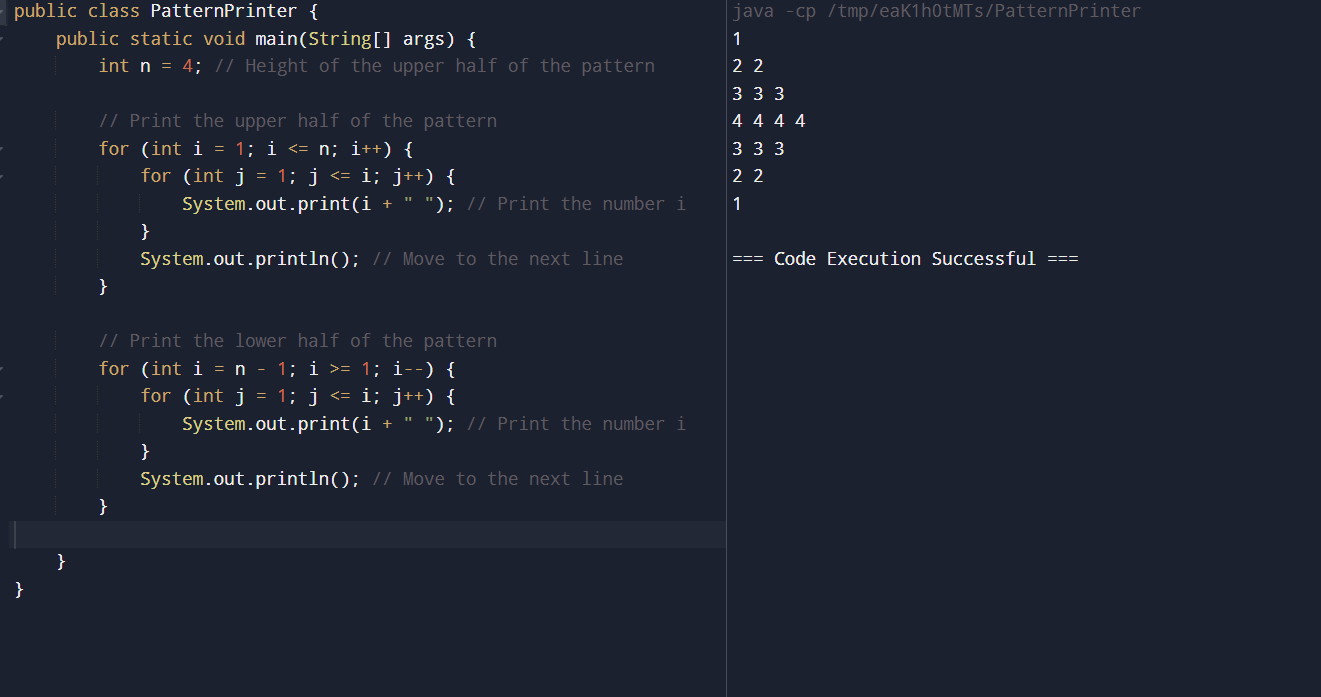 public class PatternPrinter {
    public static void main(String[] args) {
        int n = 4; // Height of the upper half of the pattern

        // Print the upper half of the pattern
        for (int i = 1; i <= n; i++) {
            for (int j = 1; j <= i; j++) {
                System.out.print(i + " "); // Print the number i
            }
            System.out.println(); // Move to the next line
        }

        // Print the lower half of the pattern
        for (int i = n - 1; i >= 1; i--) {
            for (int j = 1; j <= i; j++) {
                System.out.print(i + " "); // Print the number i
            }
            System.out.println(); // Move to the next line
        }

    }
}
java -cp /tmp/eaK1h0tMTs/PatternPrinter
1
2 2
3 3 3
4 4 4 4
3 3 3
2 2
1

=== Code Execution Successful ===